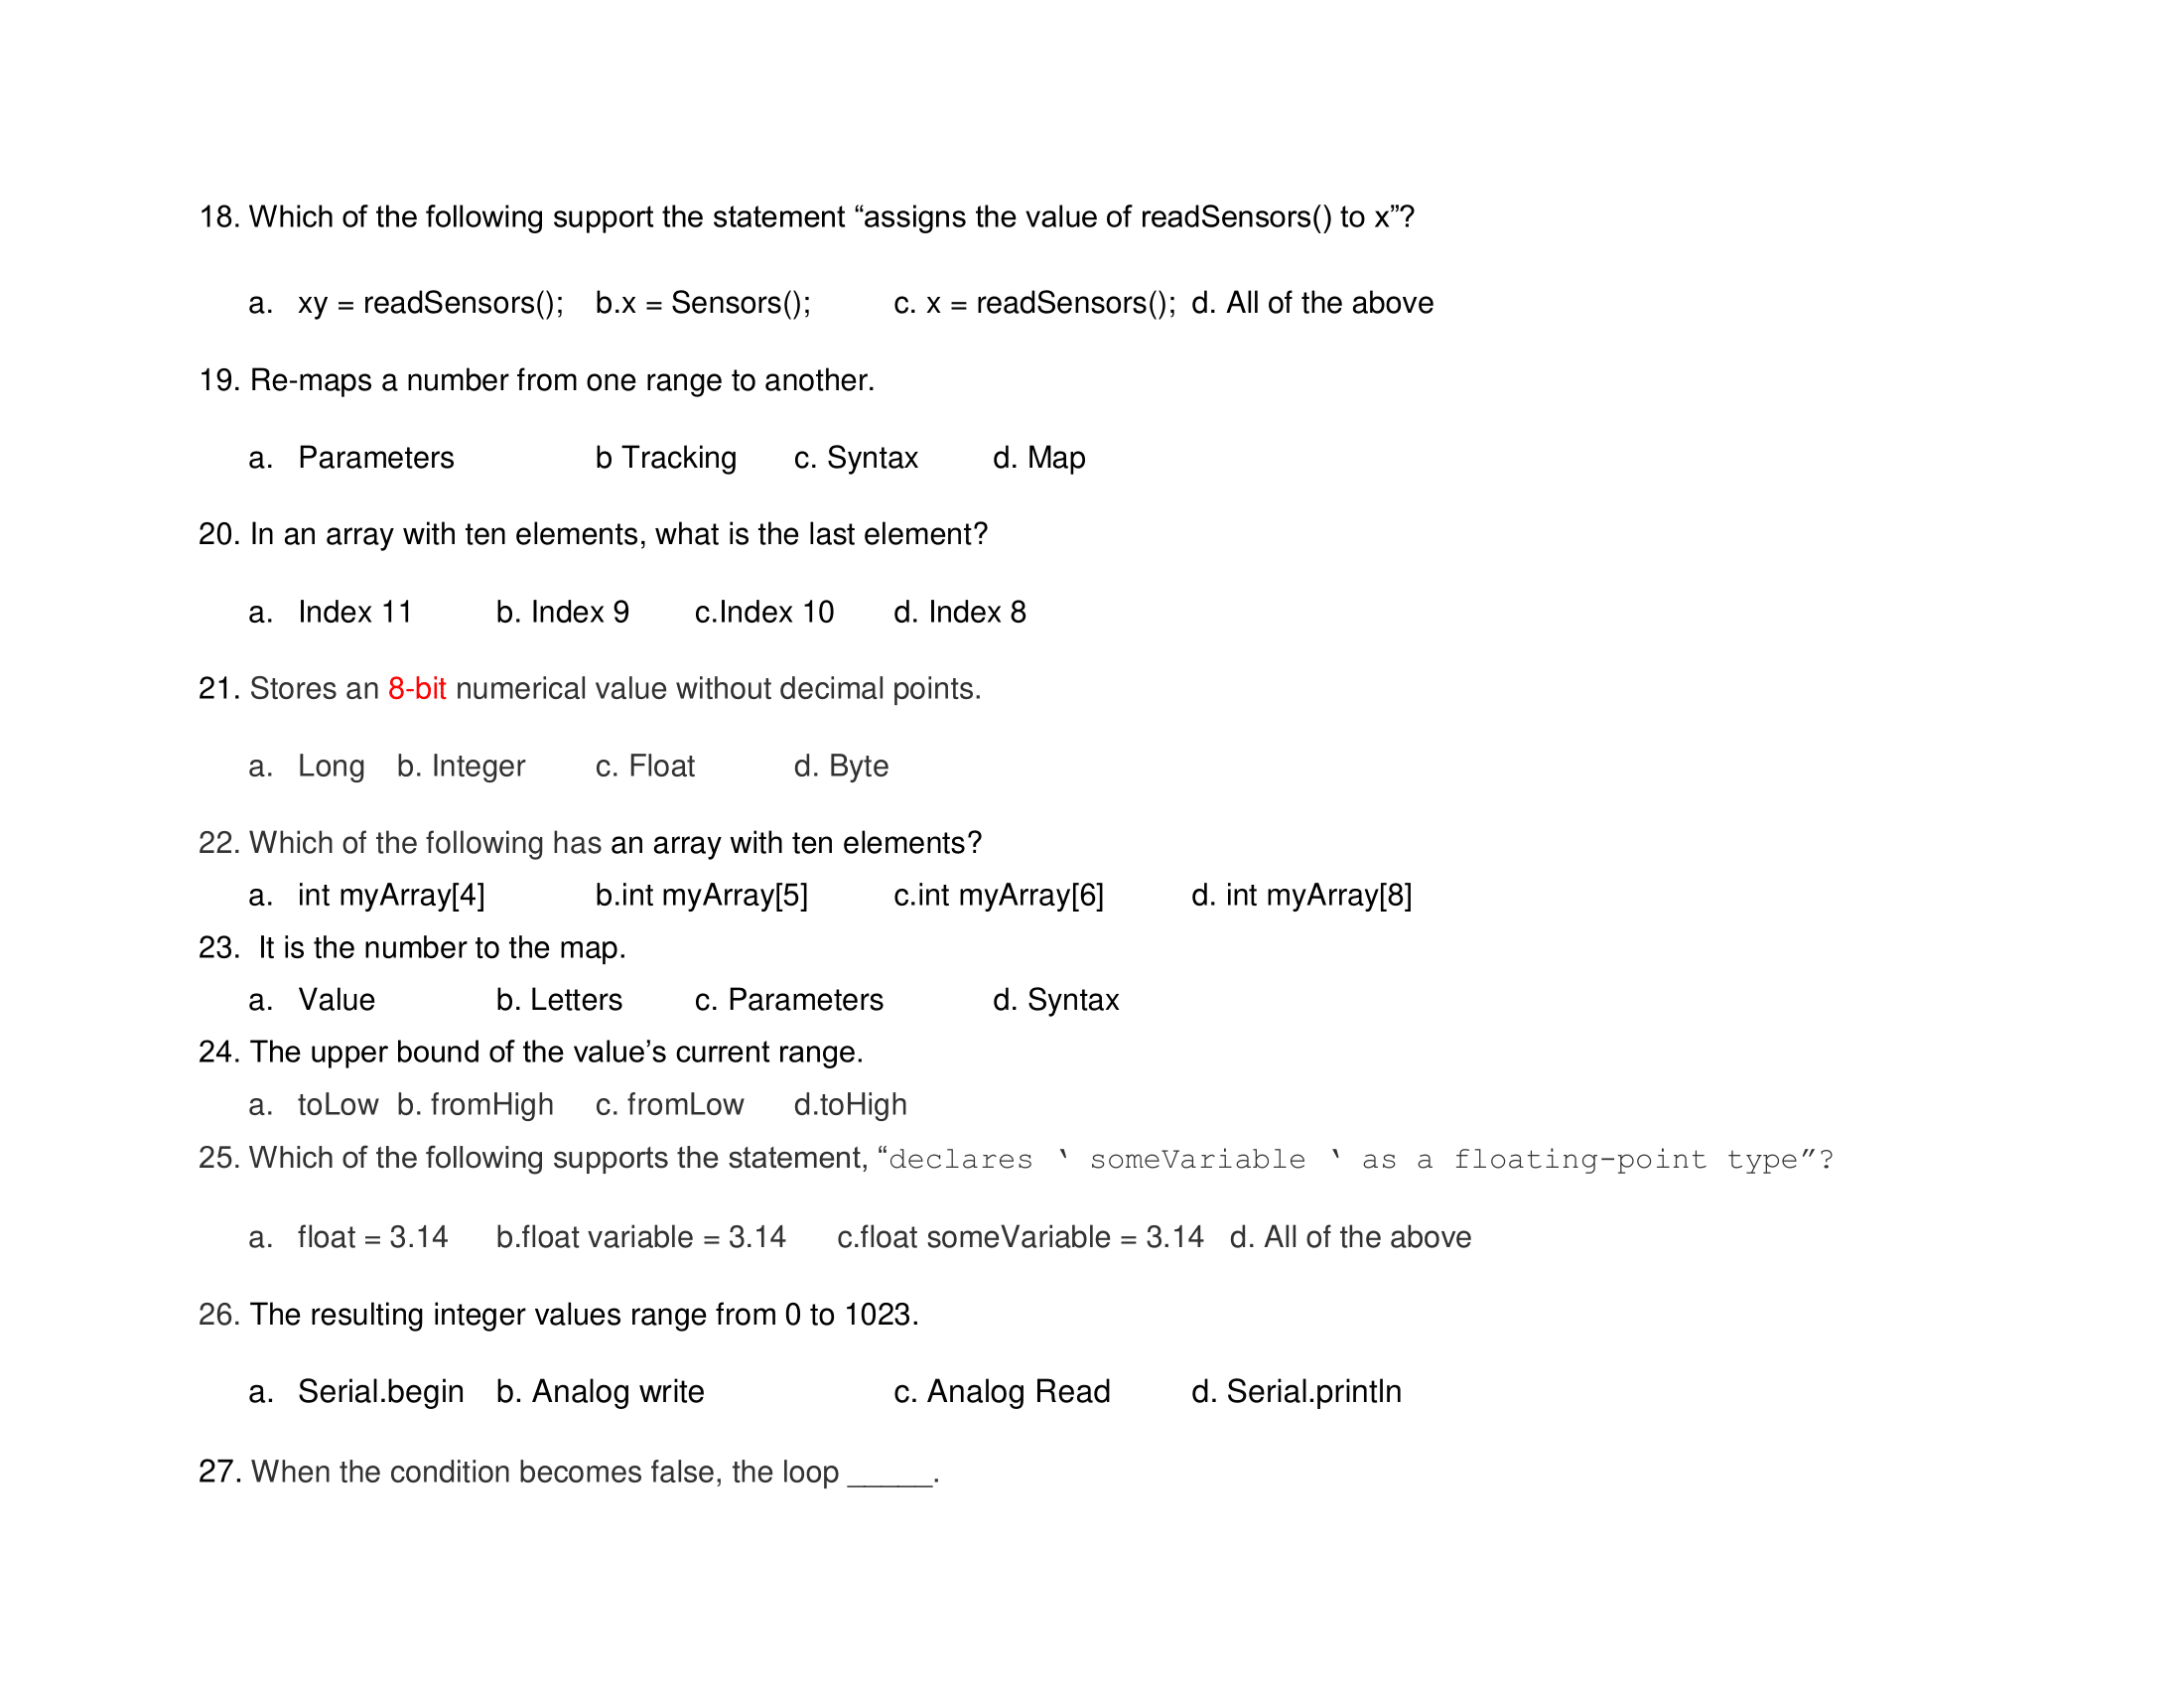 18. Which of the following support the statement “assigns the value of readSensors() to x”?
a. xy = readSensors; b.x = Sensors(); c. x = readSensors(); d. All of the above
19. Re-maps a number from one range to another.
a. Parameters b Tracking c. Syntax d. Map
20. In an array with ten elements, what is the last element?
a. Index 11 b. Index 9 c.Index 10 d. Index 8
21. Stores an 8-bit numerical value without decimal points.
a. Long b. Integer c. Float d. Byte
22. Which of the following has an array with ten elements?
a. int myArray[4] b.int myArray[5] c.int myArray[6] d. int myArray[8]
23. It is the number to the map.
a. Value b. Letters c. Parameters d. Syntax
24. The upper bound of the value’s current range.
a. toLow b. fromHigh c. fromLow d.toHigh
25. Which of the following supports the statement, “declares ‛ someVariable ‛ as a floating-point type”?
a. float = 3.14 b.float variable = 3.14 c.float someVariable = 3.14 d. All of the above
26. The resulting integer values range from 0 to 1023.
a. Serial.begin b. Analog write c. Analog Read d. Serial.println
27. When the condition becomes false, the loop _____.